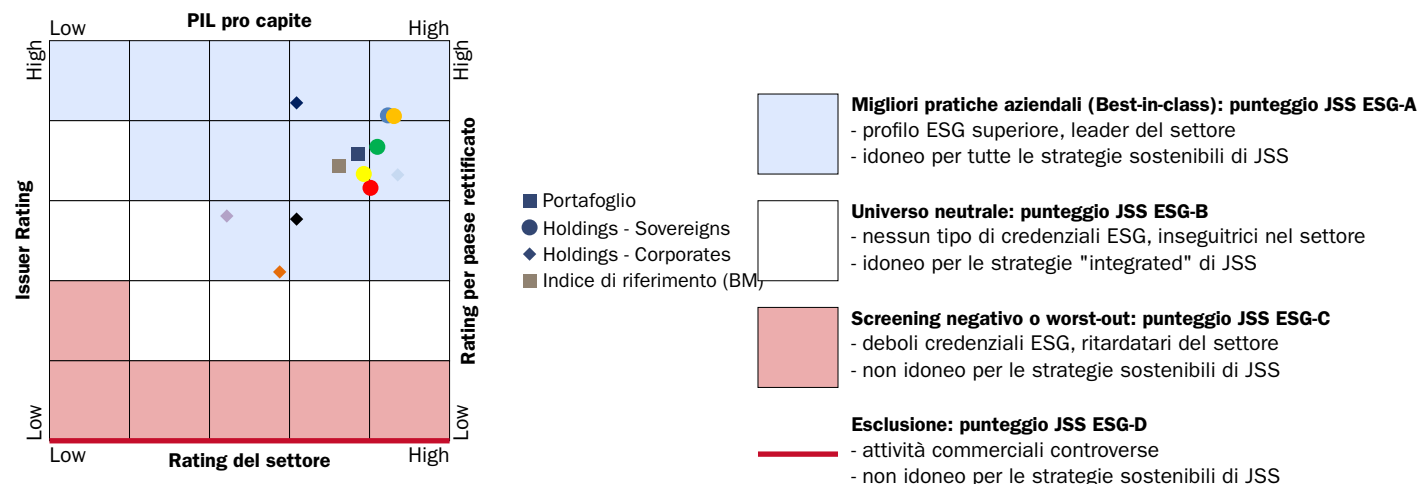 PIL pro capite
Low
High
High
High
Issuer Rating
Rating per paese rettificato
Low
Low
Low
High
Rating del settore
Portafoglio
Holdings - Sovereigns
Holdings - Corporates
Indice di riferimento (BM)
Migliori pratiche aziendali (Best-in-class): punteggio JSS ESG-A
- profilo ESG superiore, leader del settore
- idoneo per tutte le strategie sostenibili di JSS
Universo neutrale: punteggio JSS ESG-B
- nessun tipo di credenziali ESG, inseguitrici nel settore
- idoneo per le strategie "integrated" di JSS
Screening negativo o worst-out: punteggio JSS ESG-C
- deboli credenziali ESG, ritardatari del settore
- non idoneo per le strategie sostenibili di JSS
Esclusione: punteggio JSS ESG-D
- attività commerciali controverse
- non idoneo per le strategie sostenibili di JSS